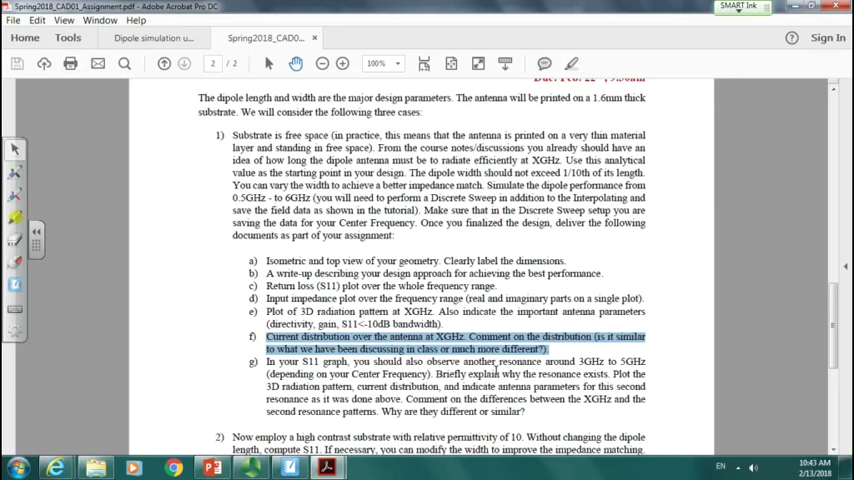 Spring2018_CAD01_Assignment.pdf - Adobe Acrobat Pro DC
SMART Ink
File Edit View Window Help
Home Tools Dipole simulation u... Spring2018_CAD0... × Sign In
2 / 2 100%
The dipole length and width are the major design parameters. The antenna will be printed on a 1.6mm thick
substrate. We will consider the following three cases:
1) Substrate is free space (in practice, this means that the antenna is printed on a very thin material
layer and standing in free space). From the course notes/discussions you already should have an
idea of how long the dipole antenna must be to radiate efficiently at XGHz. Use this analytical
value as the starting point in your design. The dipole width should not exceed 1/10th of its length.
You can vary the width to achieve a better impedance match. Simulate the dipole performance from
0.5GHz - to 6GHz (you will need to perform a Discrete Sweep in addition to the Interpolating and
save the field data as shown in the tutorial). Make sure that in the Discrete Sweep setup you are
saving the data for your Center Frequency. Once you finalized the design, deliver the following
documents as part of your assignment:
a) Isometric and top view of your geometry. Clearly label the dimensions.
b) A write-up describing your design approach for achieving the best performance.
c) Return loss (S11) plot over the whole frequency range.
d) Input impedance plot over the frequency range (real and imaginary parts on a single plot).
e) Plot of 3D radiation pattern at XGHz. Also indicate the important antenna parameters
(directivity, gain, S11<-10dB bandwidth).
f) Current distribution over the antenna at XGHz. Comment on the distribution (is it similar
to what we have been discussing in class or much more different?).
g) In your S11 graph, you should also observe another resonance around 3GHz to 5GHz
(depending on your Center Frequency). Briefly explain why the resonance exists. Plot the
3D radiation pattern, current distribution, and indicate antenna parameters for this second
resonance as it was done above. Comment on the differences between the XGHz and the
second resonance patterns. Why are they different or similar?
2) Now employ a high contrast substrate with relative permittivity of 10. Without changing the dipole
length, compute S11. If necessary, you can modify the width to improve the impedance matching.
EN 10:43 AM
2/13/2018